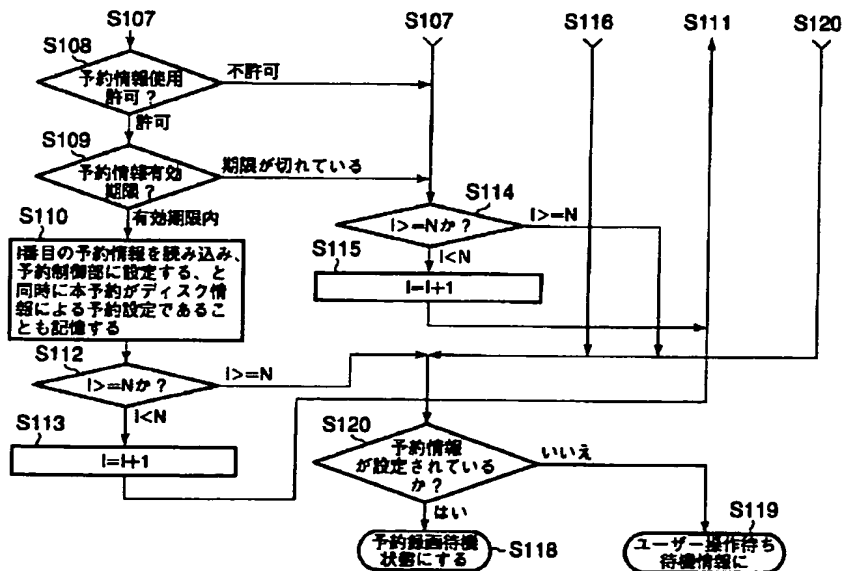 S107
S107
S116
S111
S120
S108
予約情報使用
許可？
不許可
許可
S109
予約情報有効
期限？
期限が切れている
有効期限内
S110
I番目の予約情報を読み込み、
予約制御部に設定する、と
同時に本予約がディスク情
報による予約設定であるこ
とも記憶する
S114
I>=Nか？
I>=N
I<N
S115
I=I+1
S112
I>=Nか？
I>=N
I<N
S113
I=I+1
S120
予約情報
が設定されている
か？
いいえ
はい
予約録画待機
状態にする
S118
S119
ユーザー操作待ち
待機情報に